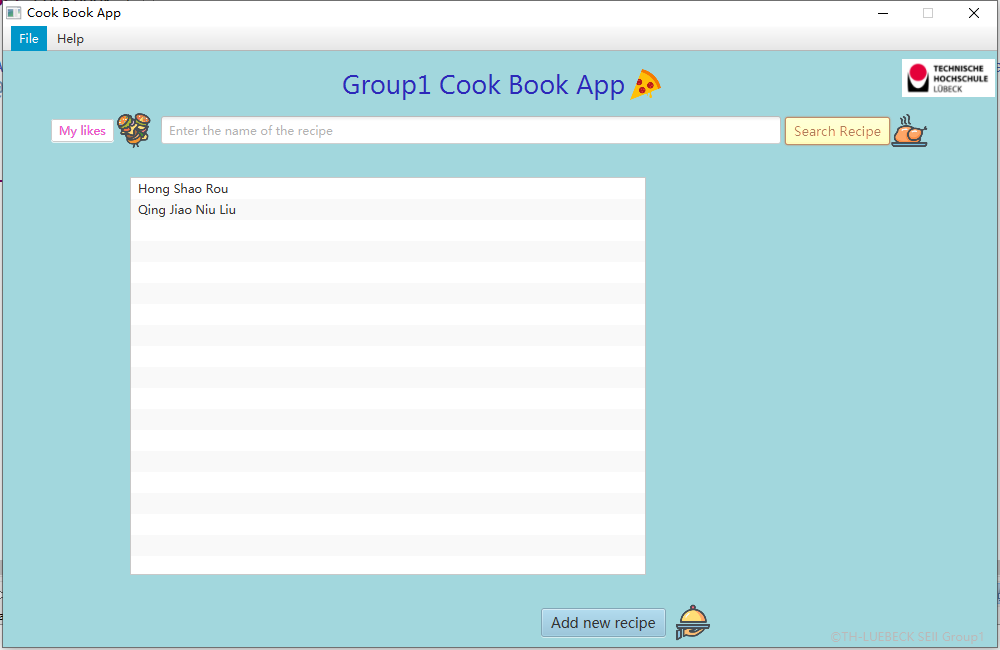 Cook Book App
File Help
Group1 Cook Book App
TECHNISCHE
HOCHSCHULE
LÜBECK
My likes
Enter the name of the recipe
Search Recipe
Hong Shao Rou
Qing Jiao Niu Liu
Add new recipe
©TH-LUEBECK SEII Group1